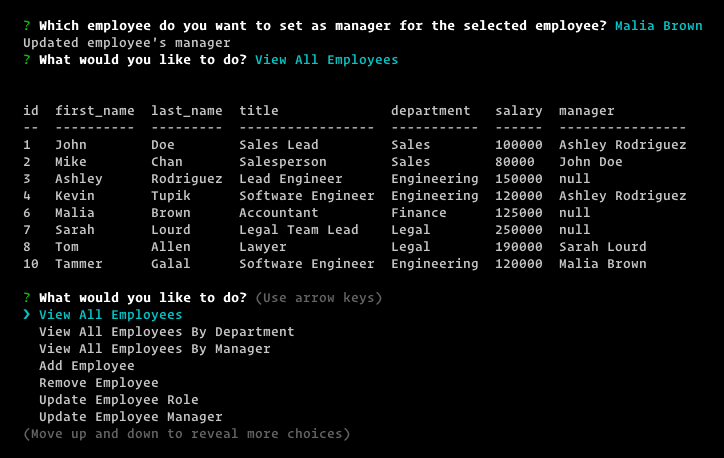 ? Which employee do you want to set as manager for the selected employee? Malia Brown
Updated employee's manager
? What would you like to do? View All Employees
id  first_name  last_name  title              department   salary  manager
--  ----------  ---------  -----------------  -----------  ------  ----------------
1   John        Doe        Sales Lead         Sales        100000  Ashley Rodriguez
2   Mike        Chan       Salesperson        Sales        80000   John Doe
3   Ashley      Rodriguez  Lead Engineer      Engineering  150000  null
4   Kevin       Tupik      Software Engineer  Engineering  120000  Ashley Rodriguez
6   Malia       Brown      Accountant         Finance      125000  null
7   Sarah       Lourd      Legal Team Lead    Legal        250000  null
8   Tom         Allen      Lawyer             Legal        190000  Sarah Lourd
10  Tammer      Galal      Software Engineer  Engineering  120000  Malia Brown
? What would you like to do? (Use arrow keys)
❯ View All Employees
  View All Employees By Department
  View All Employees By Manager
  Add Employee
  Remove Employee
  Update Employee Role
  Update Employee Manager
(Move up and down to reveal more choices)